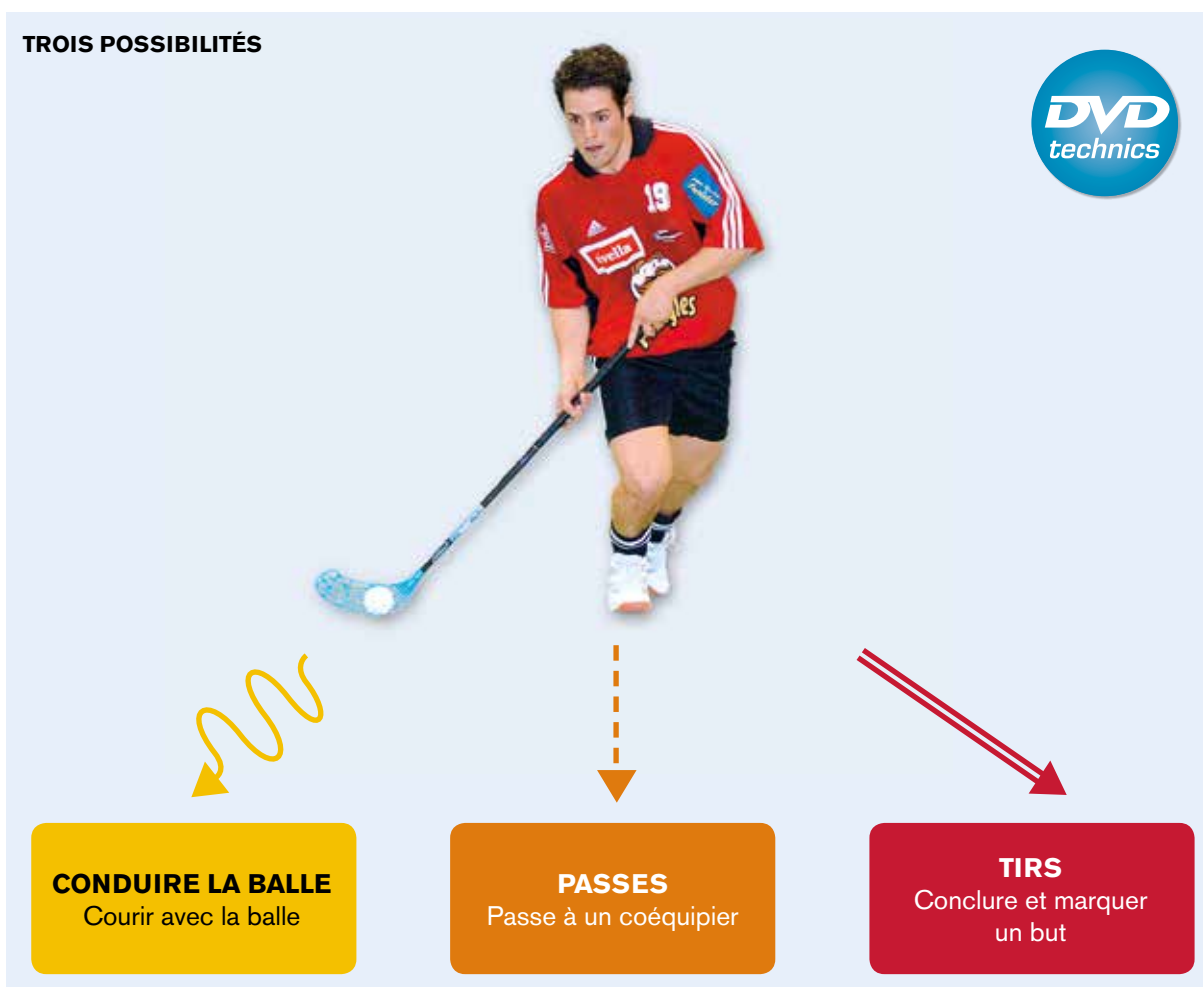 TROIS POSSIBILITÉS
DVD
technics
19
rivella
CONDUIRE LA BALLE
Courir avec la balle
PASSES
Passe à un coéquipier
TIRS
Conclure et marquer
un but